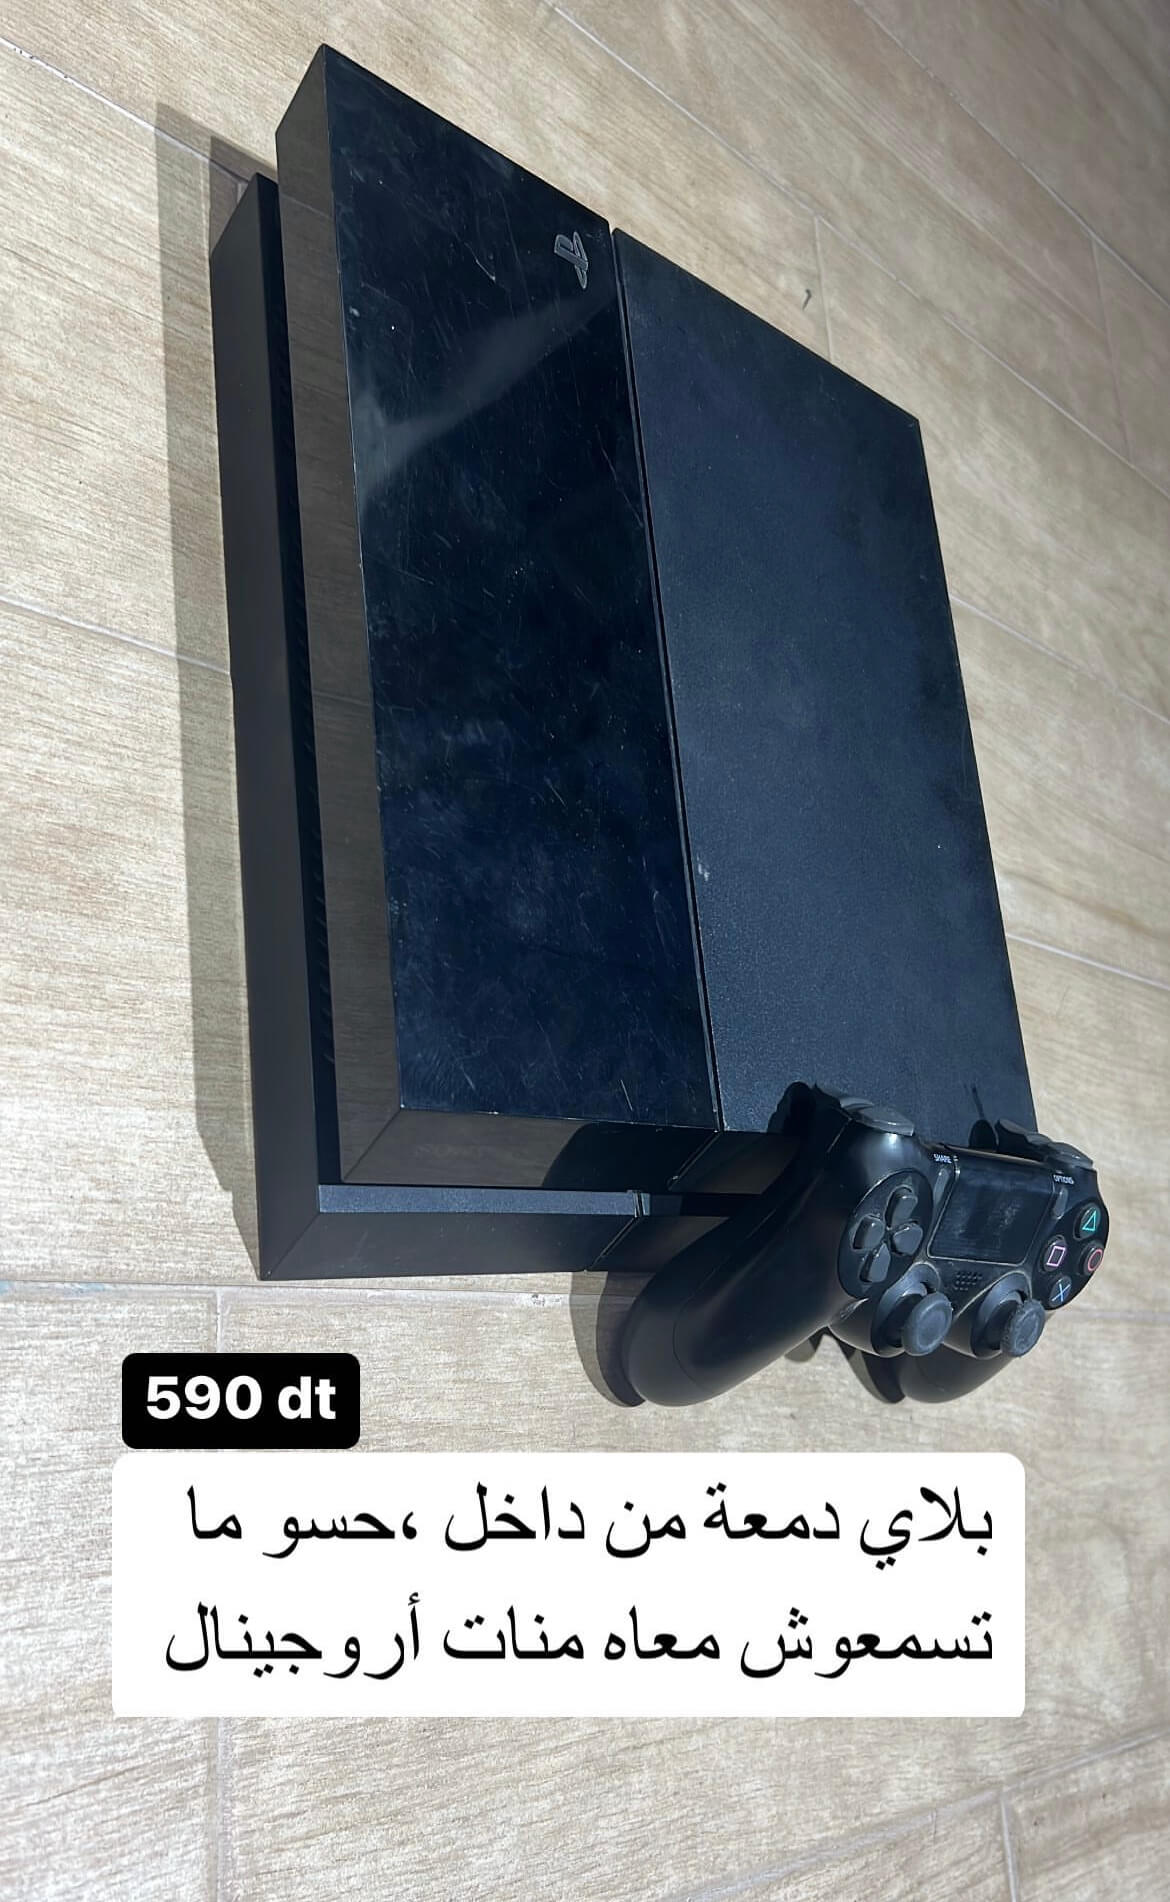 SHARE
OPTIONS
590 dt
بلاي دمعة من داخل ،حسو ما
تسمعوش معاه منات أروجينال